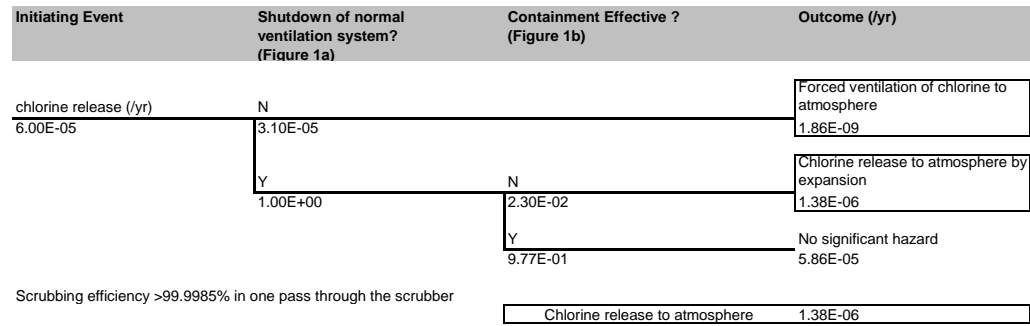 Initiating Event
Shutdown of normal
ventilation system?
(Figure 1a)
Containment Effective ?
(Figure 1b)
Outcome (/yr)
chlorine release (/yr)
6.00E-05
N
3.10E-05
Forced ventilation of chlorine to
atmosphere
1.86E-09
Y
1.00E+00
N
2.30E-02
Chlorine release to atmosphere by
expansion
1.38E-06
Y
9.77E-01
No significant hazard
5.86E-05
Scrubbing efficiency >99.9985% in one pass through the scrubber
Chlorine release to atmosphere 1.38E-06